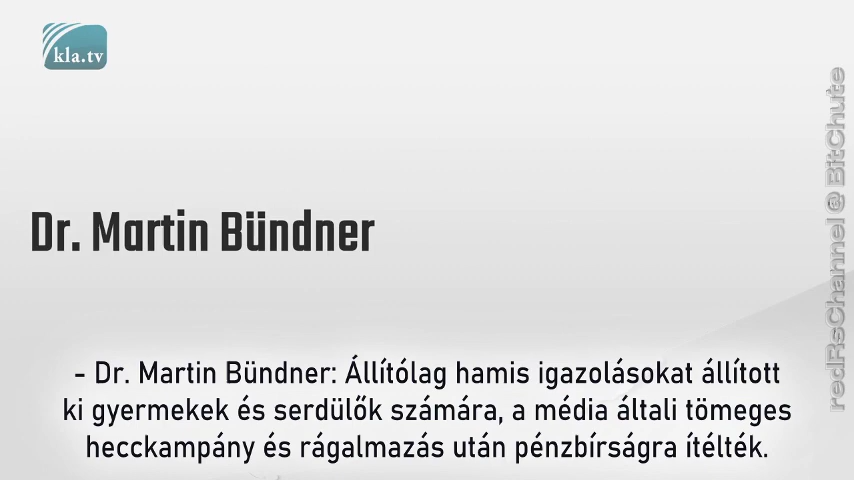 kla.tv
Dr. Martin Bündner
- Dr. Martin Bündner: Állítólag hamis igazolásokat állított
ki gyermekek és serdülők számára, a média általi tömeges
hecckampány és rágalmazás után pénzbírságra ítélték.
redRsChannel @ BitChute